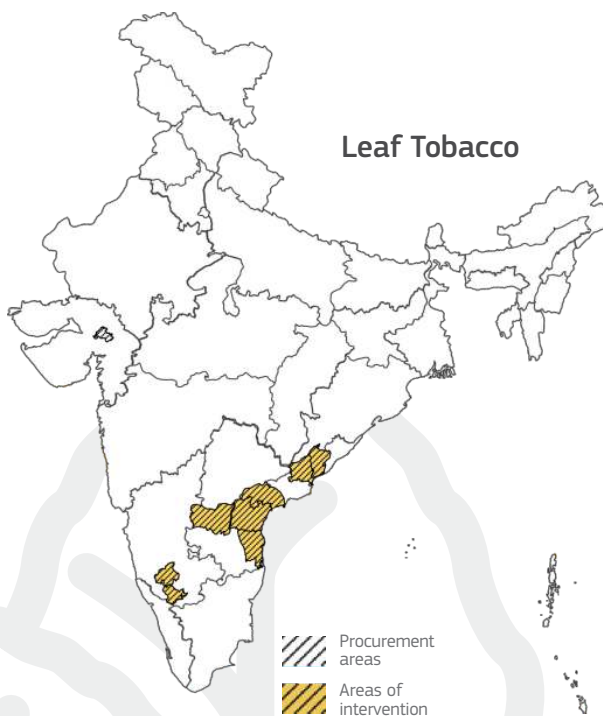 Leaf Tobacco
Procurement
areas
Areas of
intervention